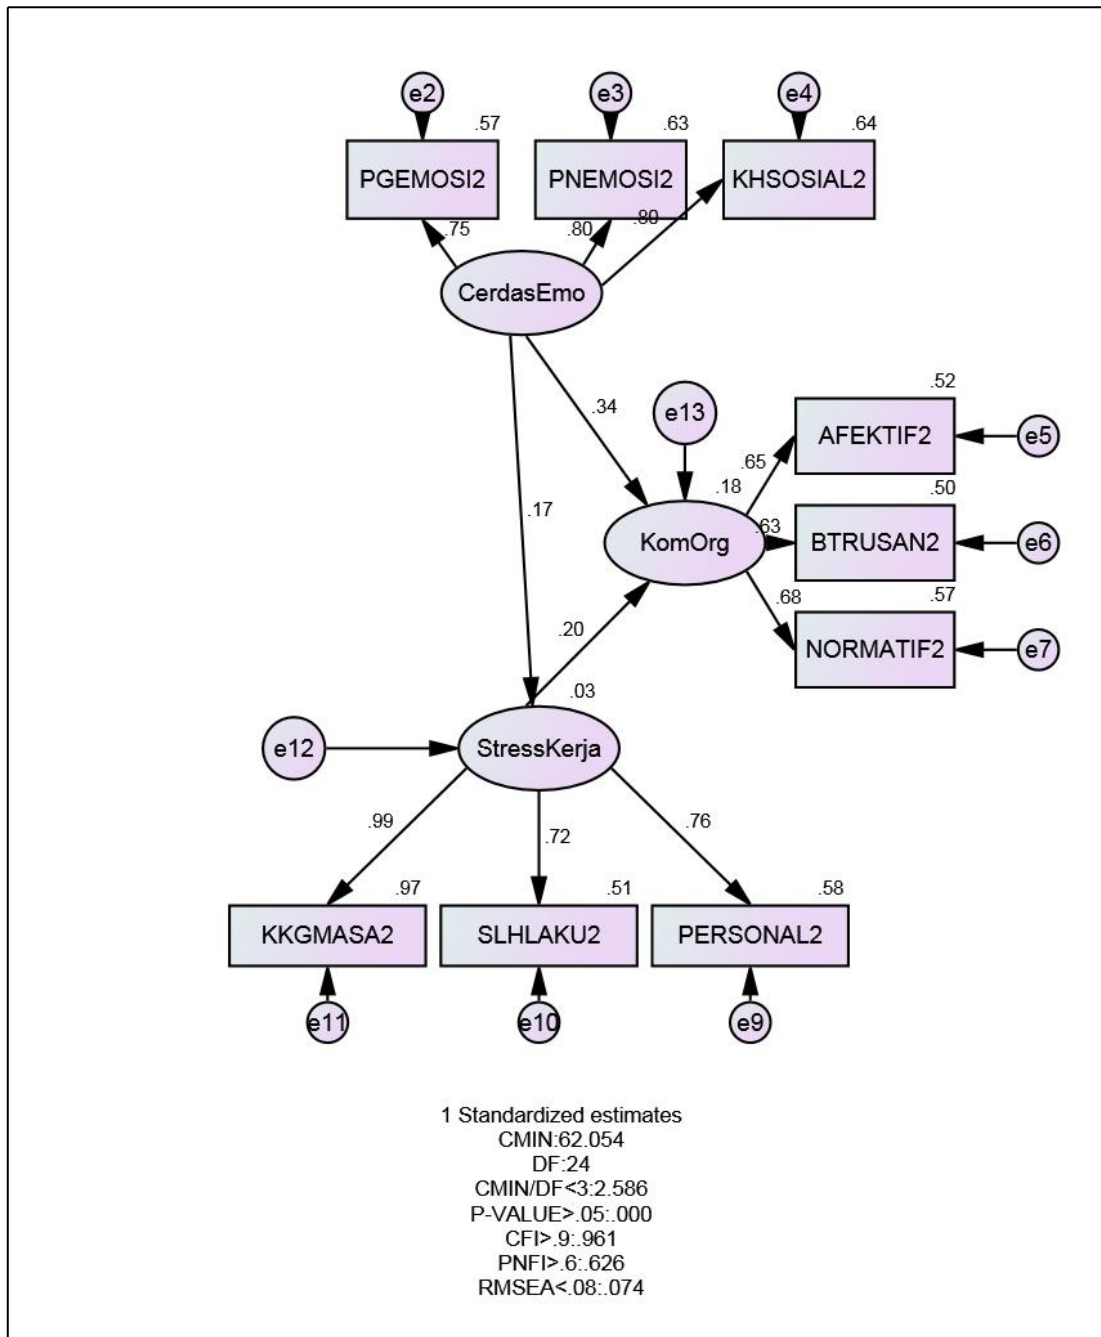 e2
e3
e4
.57
.63
.64
PGEMOSI2
PNEMOSI2
KHSOSIAL2
.75
.80
.80
CerdasEmo
.34
e13
.52
AFEKTIF2
e5
.65
.18
.50
.17
.63
KomOrg
BTRUSAN2
e6
.68
.57
.20
NORMATIF2
e7
.03
e12
StressKerja
.99
.72
.76
.97
.51
.58
KKGMASA2
SLHLAKU2
PERSONAL2
e11
e10
e9
1 Standardized estimates
CMIN:62.054
DF:24
CMIN/DF<3:2.586
P-VALUE>.05:.000
CFI>.9:.961
PNFI>.6:.626
RMSEA<.08:.074